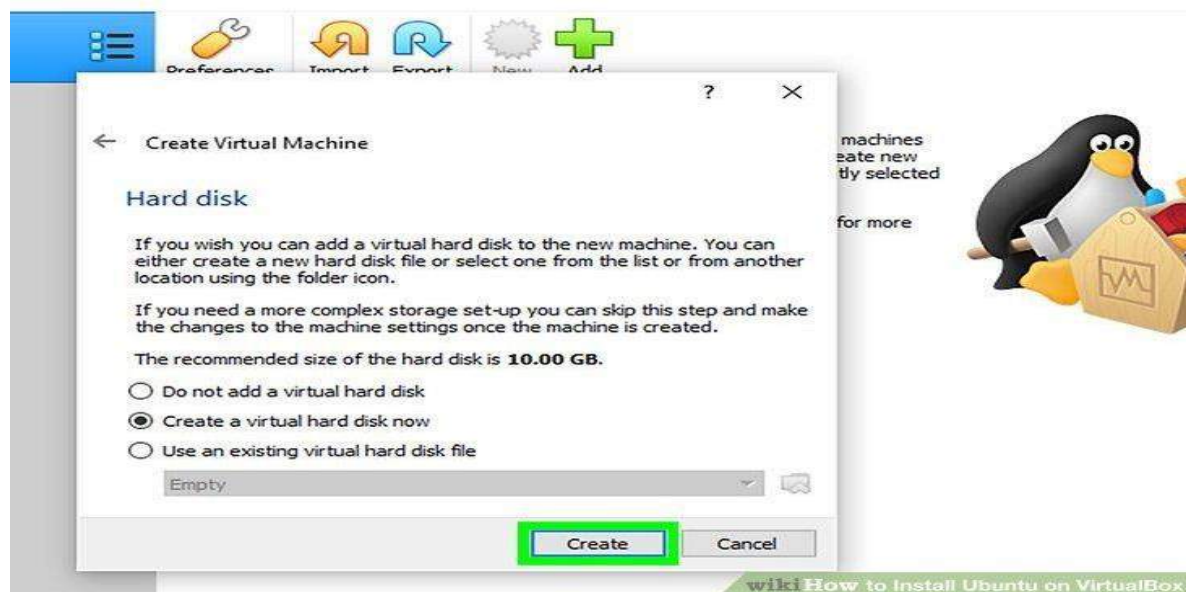 Preferences Import Export New Add
? ×
← Create Virtual Machine
machines
eate new
tly selected
for more
Hard disk
If you wish you can add a virtual hard disk to the new machine. You can
either create a new hard disk file or select one from the list or from another
location using the folder icon.
If you need a more complex storage set-up you can skip this step and make
the changes to the machine settings once the machine is created.
The recommended size of the hard disk is 10.00 GB.
Do not add a virtual hard disk
Create a virtual hard disk now
Use an existing virtual hard disk file
Empty
Create Cancel
wikiHow to Install Ubuntu on VirtualBox